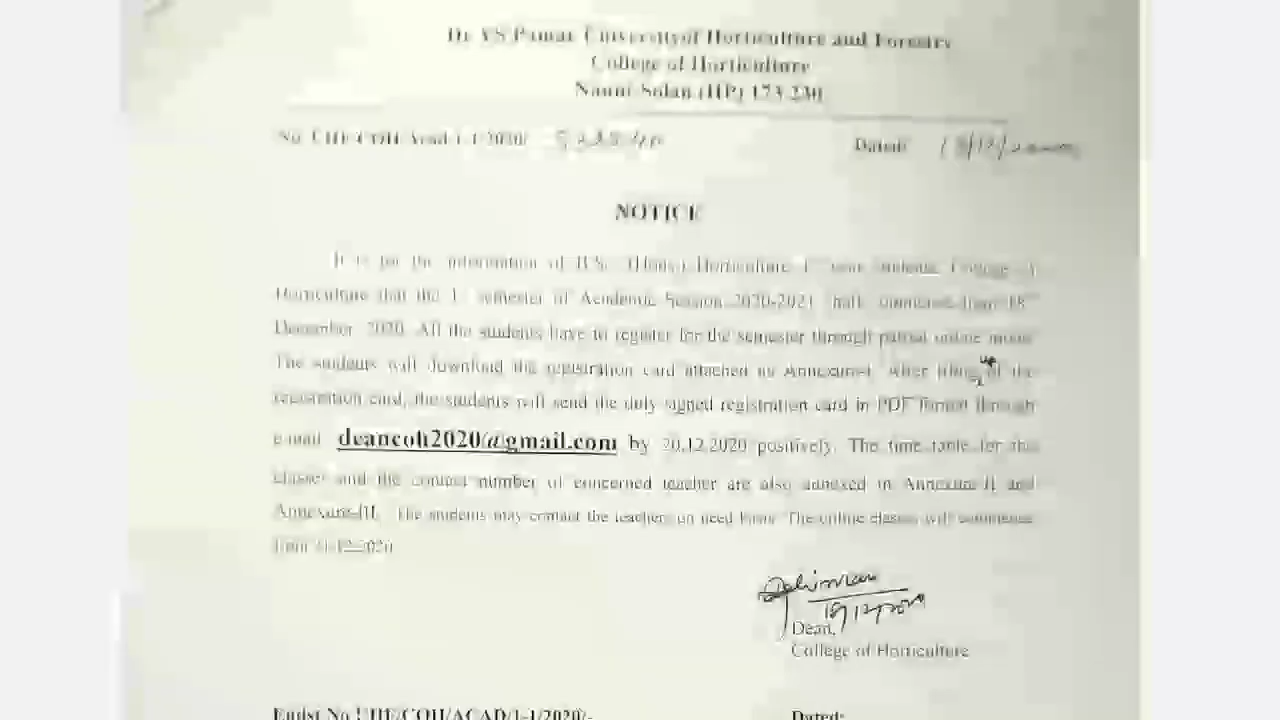 Dr. YS Parmar University of Horticulture and Forestry
College of Horticulture
Nauni-Solan (HP) 173 230
No. UHF/COH/Acad-1-1/2020/ Dated:
NOTICE
It is for the information of B.Sc. (Hons.) Horticulture 1st year students, College of
Horticulture that the 1st semester of Academic Session 2020-2021 shall commence from 18th
December, 2020. All the students have to register for the semester through online mode.
The students will download the registration card attached as Annexure-I. After filling up of the
registration card, the students will send the duly signed registration card in PDF format through
e-mail deancoh2020@gmail.com by 20.12.2020 positively. The time table for the
classes and the contact number of concerned teacher are also annexed in Annexure-II and
Annexure-III. The students may contact the teachers on need basis. The online classes will commence
from 12.2020
18/12/2020
Dean,
College of Horticulture
Endst No UHF/COH/ACAD/1-1/2020/- Dated: